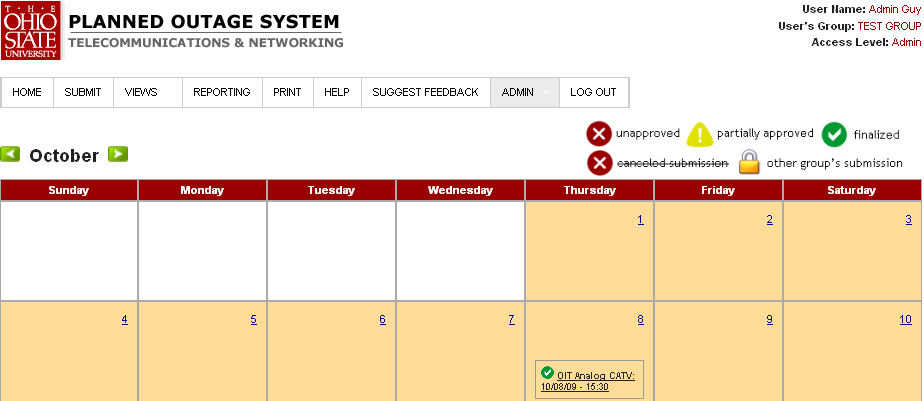 T · H · E
OHIO
STATE
UNIVERSITY
PLANNED OUTAGE SYSTEM
TELECOMMUNICATIONS & NETWORKING
User Name: Admin Guy
User's Group: TEST GROUP
Access Level: Admin
HOME SUBMIT VIEWS REPORTING PRINT HELP SUGGEST FEEDBACK ADMIN LOG OUT
unapproved partially approved finalized
canceled submission other group's submission
October
Sunday Monday Tuesday Wednesday Thursday Friday Saturday
1 2 3
4 5 6 7 8 9 10
OIT Analog CATV:
10/08/09 - 15:30